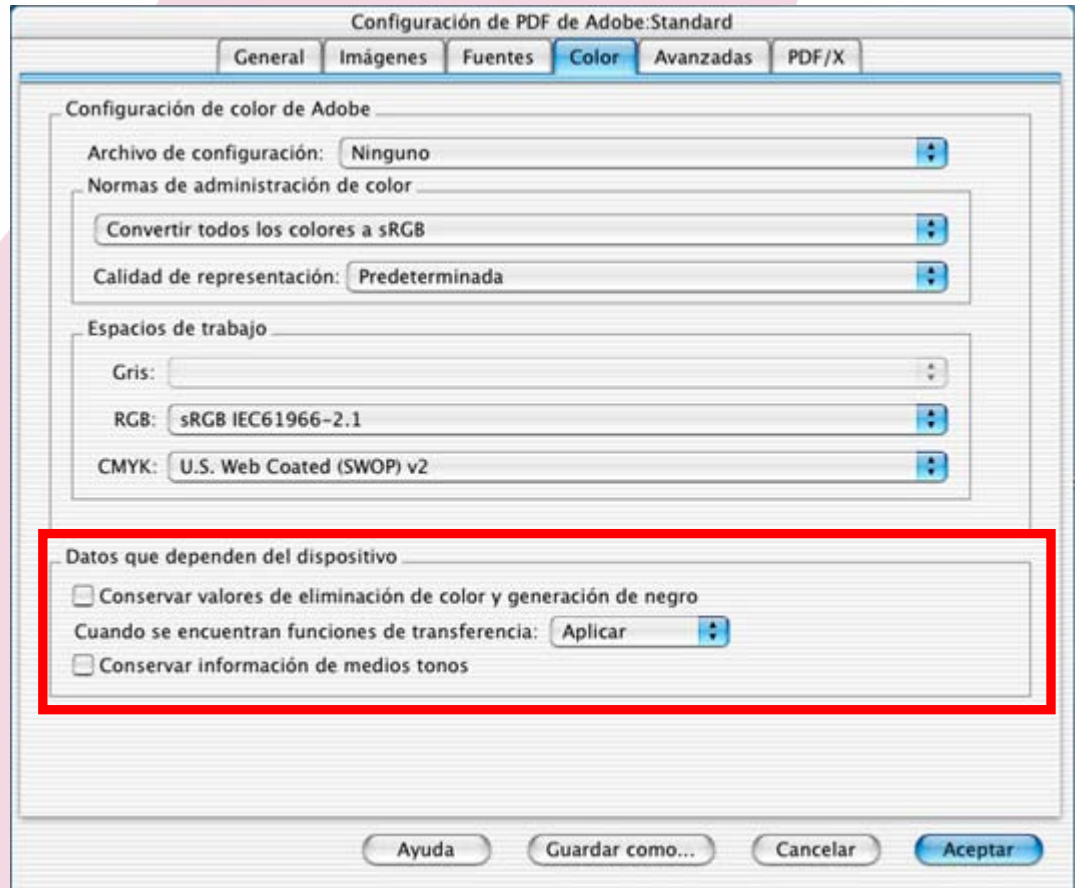 Configuración de PDF de Adobe:Standard
General Imágenes Fuentes Color Avanzadas PDF/X
Configuración de color de Adobe
Archivo de configuración: Ninguno
Normas de administración de color
Convertir todos los colores a sRGB
Calidad de representación: Predeterminada
Espacios de trabajo
Gris:
RGB: sRGB IEC61966-2.1
CMYK: U.S. Web Coated (SWOP) v2
Datos que dependen del dispositivo
Conservar valores de eliminación de color y generación de negro
Cuando se encuentran funciones de transferencia: Aplicar
Conservar información de medios tonos
Ayuda Guardar como... Cancelar Aceptar